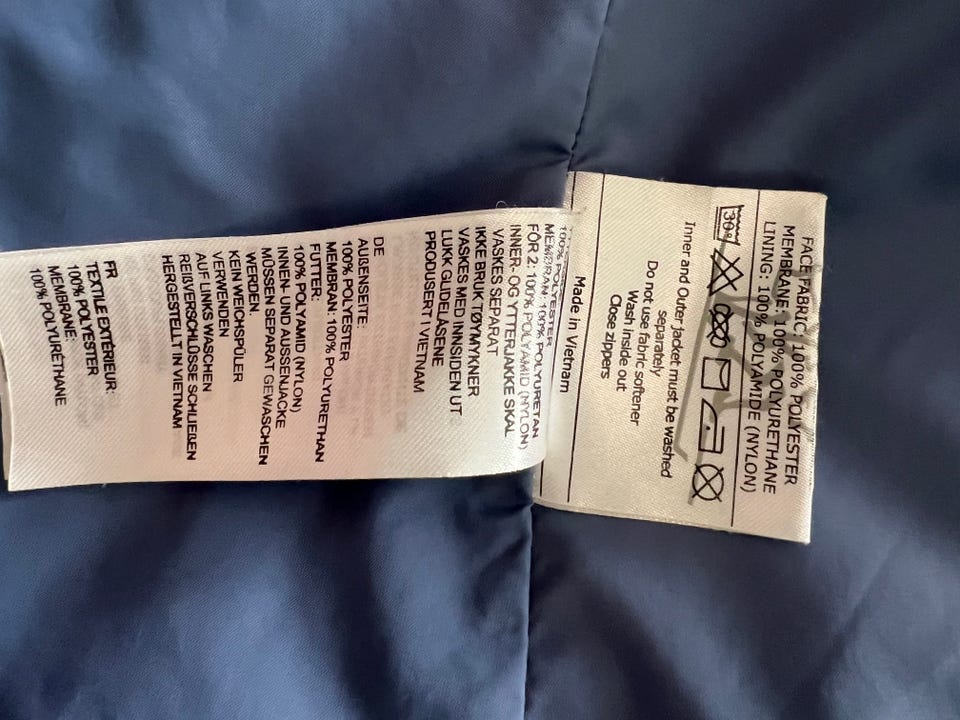 FACE FABRIC: 100% POLYESTER
MEMBRANE: 100% POLYURETHANE
LINING: 100% POLYAMIDE (NYLON)
30°
Inner and outer jacket must be washed
separately
Do not use fabric softener
Wash inside out
Close zippers
Made in Vietnam
100% POLYESTER
MEMBRAN: 100% POLYURETAN
FÔR 2: 100% POLYAMID (NYLON)
INNER- OG YTTERJAKKE SKAL
VASKES SEPARAT
IKKE BRUK TØYMYKNER
VASKES MED INNSIDEN UT
LUKK GLIDELÅSENE
PRODUSERT I VIETNAM
DE
AUßENSEITE:
100% POLYESTER
MEMBRAN: 100% POLYURETHAN
FUTTER:
100% POLYAMID (NYLON)
INNEN- UND AUSSENJACKE
MÜSSEN SEPARAT GEWASCHEN
WERDEN.
KEIN WEICHSPÜLER
VERWENDEN
AUF LINKS WASCHEN
REIßVERSCHLÜSSE SCHLIEßEN
HERGESTELLT IN VIETNAM
FR
TEXTILE EXTÉRIEUR:
100% POLYESTER
MEMBRANE:
100% POLYURÉTHANE